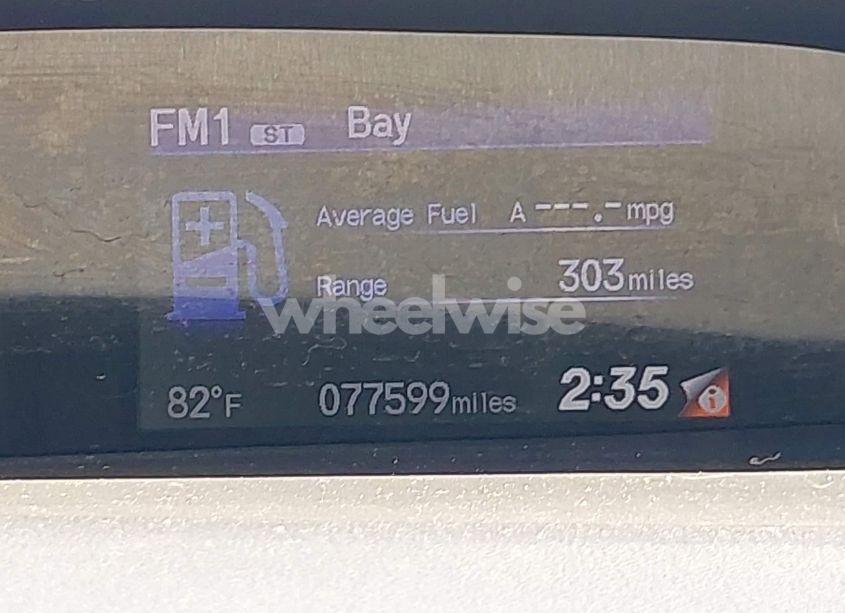 FM1 ST Bay
Average Fuel A ---.- mpg
Range 303 miles
wheelwise
82°F 077599 miles 2:35 i